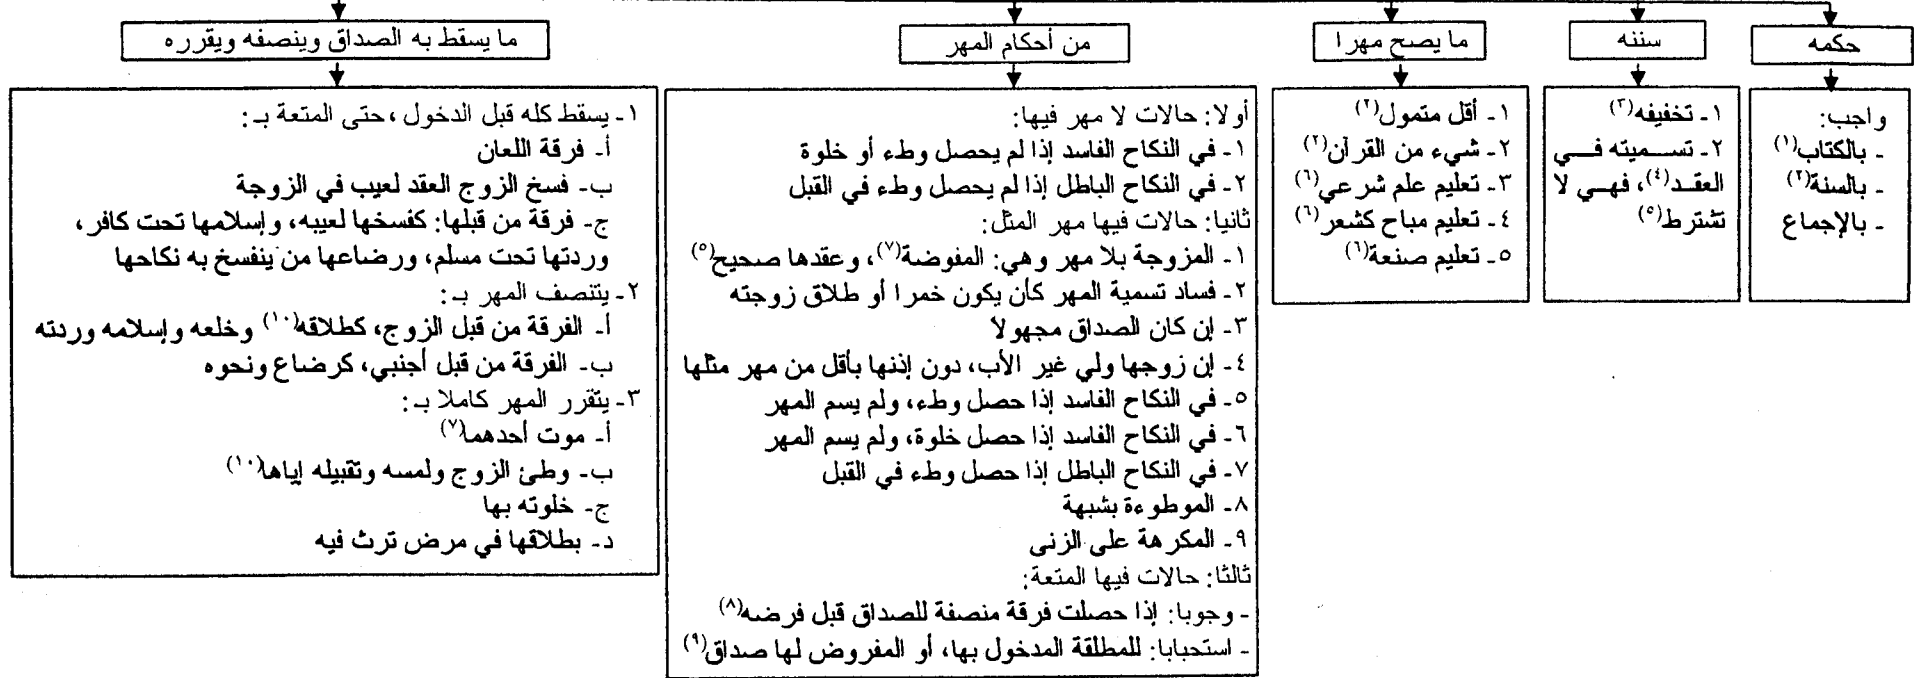 حكمه
واجب:
- بالكتاب(١)
- بالسنة(٢)
- بالإجماع
سننه
١- تخفيفه(٣)
٢- تسميته في
العقد(٤)، فهي لا
تشترط(٥)
ما يصح مهرا
١- أقل متمول(٢)
٢- شيء من القرآن(٢)
٣- تعليم علم شرعي(٦)
٤- تعليم مباح كشعر(٦)
٥- تعليم صنعة(٦)
من أحكام المهر
أولا: حالات لا مهر فيها:
١- في النكاح الفاسد إذا لم يحصل وطء أو خلوة
٢- في النكاح الباطل إذا لم يحصل وطء في القبل
ثانيا: حالات فيها مهر المثل:
١- المزوجة بلا مهر وهي: المفوضة(٧)، وعقدها صحيح(٥)
٢- فساد تسمية المهر كأن يكون خمرا أو طلاق زوجته
٣- إن كان الصداق مجهولا
٤- إن زوجها ولي غير الأب، دون إذنها بأقل من مهر مثلها
٥- في النكاح الفاسد إذا حصل وطء، ولم يسم المهر
٦- في النكاح الفاسد إذا حصل خلوة، ولم يسم المهر
٧- في النكاح الباطل إذا حصل وطء في القبل
٨- الموطوءة بشبهة
٩- المكرهة على الزنى
ثالثا: حالات فيها المتعة:
- وجوبا: إذا حصلت فرقة منصفة للصداق قبل فرضه(٨)
- استحبابا: للمطلقة المدخول بها، أو المفروض لها صداق(٩)
ما يسقط به الصداق وينصفه ويقرره
١- يسقط كله قبل الدخول، حتى المتعة بـ:
أ- فرقة اللعان
ب- فسخ الزوج العقد لعيب في الزوجة
ج- فرقة من قبلها: كفسخها لعيبه، وإسلامها تحت كافر،
وردتها تحت مسلم، ورضاعها من ينفسخ به نكاحها
٢- يتنصف المهر بـ:
أ- الفرقة من قبل الزوج، كطلاقه(١٠) وخلعه وإسلامه وردته
ب- الفرقة من قبل أجنبي، كرضاع ونحوه
٣- يتقرر المهر كاملا بـ:
أ- موت أحدهما(٧)
ب- وطئ الزوج ولمسه وتقبيله إياها(١٠)
ج- خلوته بها
د- بطلاقها في مرض ترث فيه